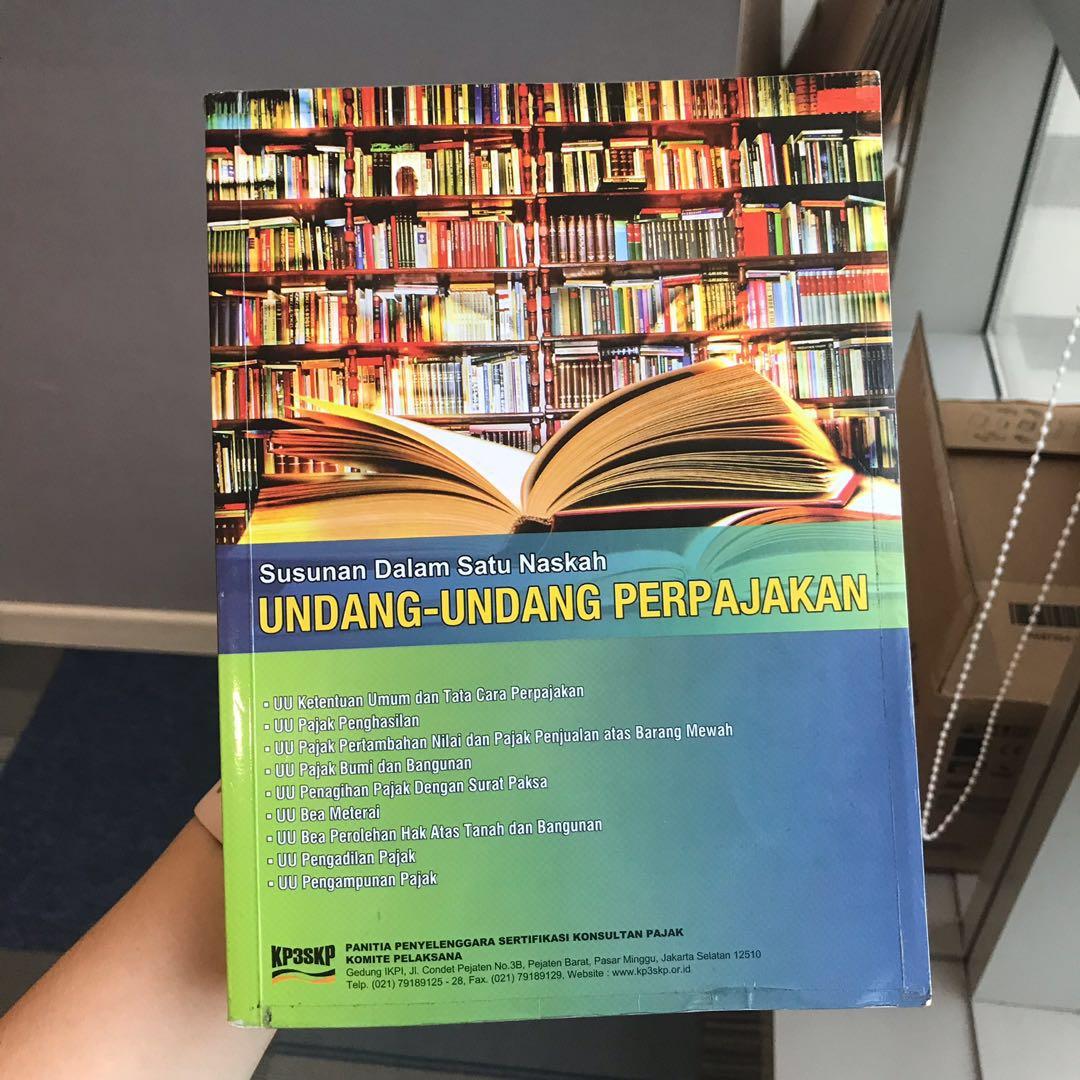 Susunan Dalam Satu Naskah
UNDANG-UNDANG PERPAJAKAN
▪ UU Ketentuan Umum dan Tata Cara Perpajakan
▪ UU Pajak Penghasilan
▪ UU Pajak Pertambahan Nilai dan Pajak Penjualan atas Barang Mewah
▪ UU Pajak Bumi dan Bangunan
▪ UU Penagihan Pajak Dengan Surat Paksa
▪ UU Bea Meterai
▪ UU Bea Perolehan Hak Atas Tanah dan Bangunan
▪ UU Pengadilan Pajak
▪ UU Pengampunan Pajak
KP3SKP
PANITIA PENYELENGGARA SERTIFIKASI KONSULTAN PAJAK
KOMITE PELAKSANA
Gedung IKPI, Jl. Condet Pejaten No.3B, Pejaten Barat, Pasar Minggu, Jakarta Selatan 12510
Telp. (021) 79189125 - 28, Fax. (021) 79189129, Website : www.kp3skp.or.id